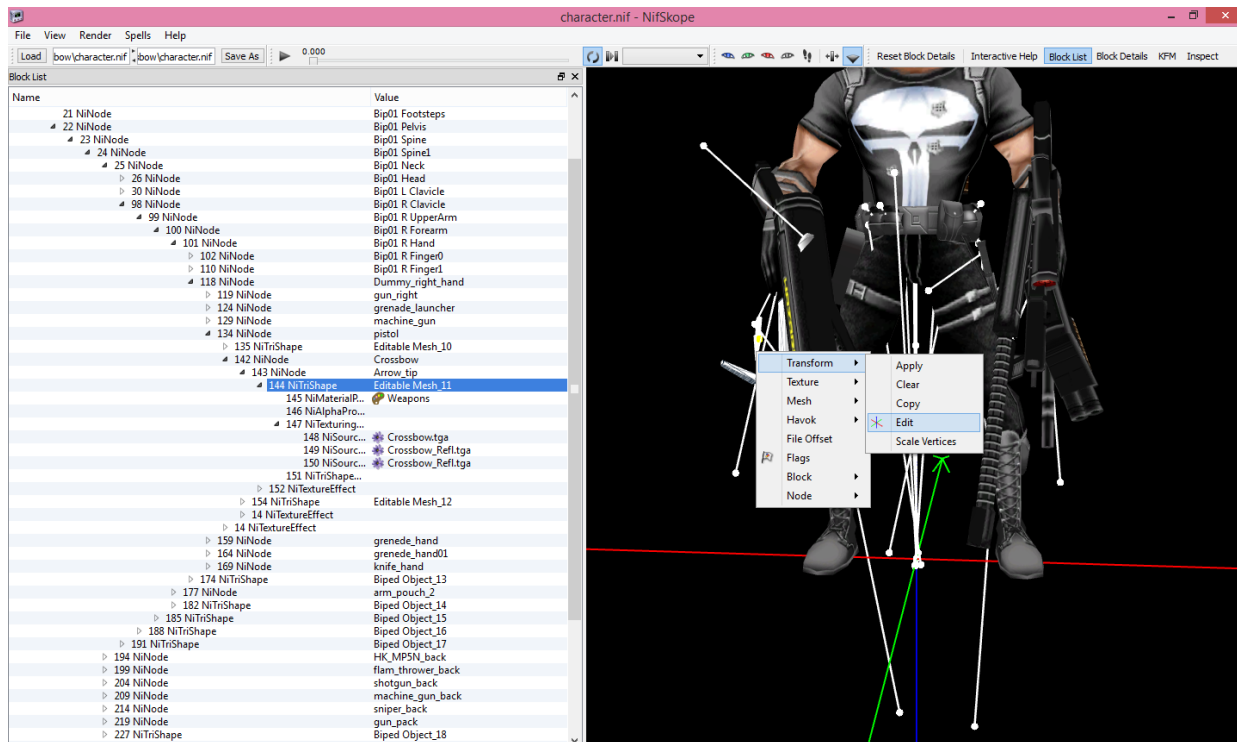 character.nif - NifSkope
File View Render Spells Help
Load bow\character.nif bow\character.nif Save As 0.000 Reset Block Details Interactive Help Block List Block Details KFM Inspect
Block List
Name Value
21 NiNode Bip01 Footsteps
22 NiNode Bip01 Pelvis
23 NiNode Bip01 Spine
24 NiNode Bip01 Spine1
25 NiNode Bip01 Neck
26 NiNode Bip01 Head
30 NiNode Bip01 L Clavicle
98 NiNode Bip01 R Clavicle
99 NiNode Bip01 R UpperArm
100 NiNode Bip01 R Forearm
101 NiNode Bip01 R Hand
102 NiNode Bip01 R Finger0
110 NiNode Bip01 R Finger1
118 NiNode Dummy_right_hand
119 NiNode gun_right
124 NiNode grenade_launcher
129 NiNode machine_gun
134 NiNode pistol
135 NiTriShape Editable Mesh_10
142 NiNode Crossbow
143 NiNode Arrow_tip
144 NiTriShape Editable Mesh_11
145 NiMaterialP... Weapons
146 NiAlphaPro...
147 NiTexturing...
148 NiSourc... Crossbow.tga
149 NiSourc... Crossbow_Refl.tga
150 NiSourc... Crossbow_Refl.tga
151 NiTriShape...
152 NiTextureEffect
154 NiTriShape Editable Mesh_12
14 NiTextureEffect
14 NiTextureEffect
159 NiNode grenede_hand
164 NiNode grenede_hand01
169 NiNode knife_hand
174 NiTriShape Biped Object_13
177 NiNode arm_pouch_2
182 NiTriShape Biped Object_14
185 NiTriShape Biped Object_15
188 NiTriShape Biped Object_16
191 NiTriShape Biped Object_17
194 NiNode HK_MP5N_back
199 NiNode flam_thrower_back
204 NiNode shotgun_back
209 NiNode machine_gun_back
214 NiNode sniper_back
219 NiNode gun_pack
227 NiTriShape Biped Object_18
Transform
Texture
Mesh
Havok
File Offset
Flags
Block
Node
Apply
Clear
Copy
Edit
Scale Vertices